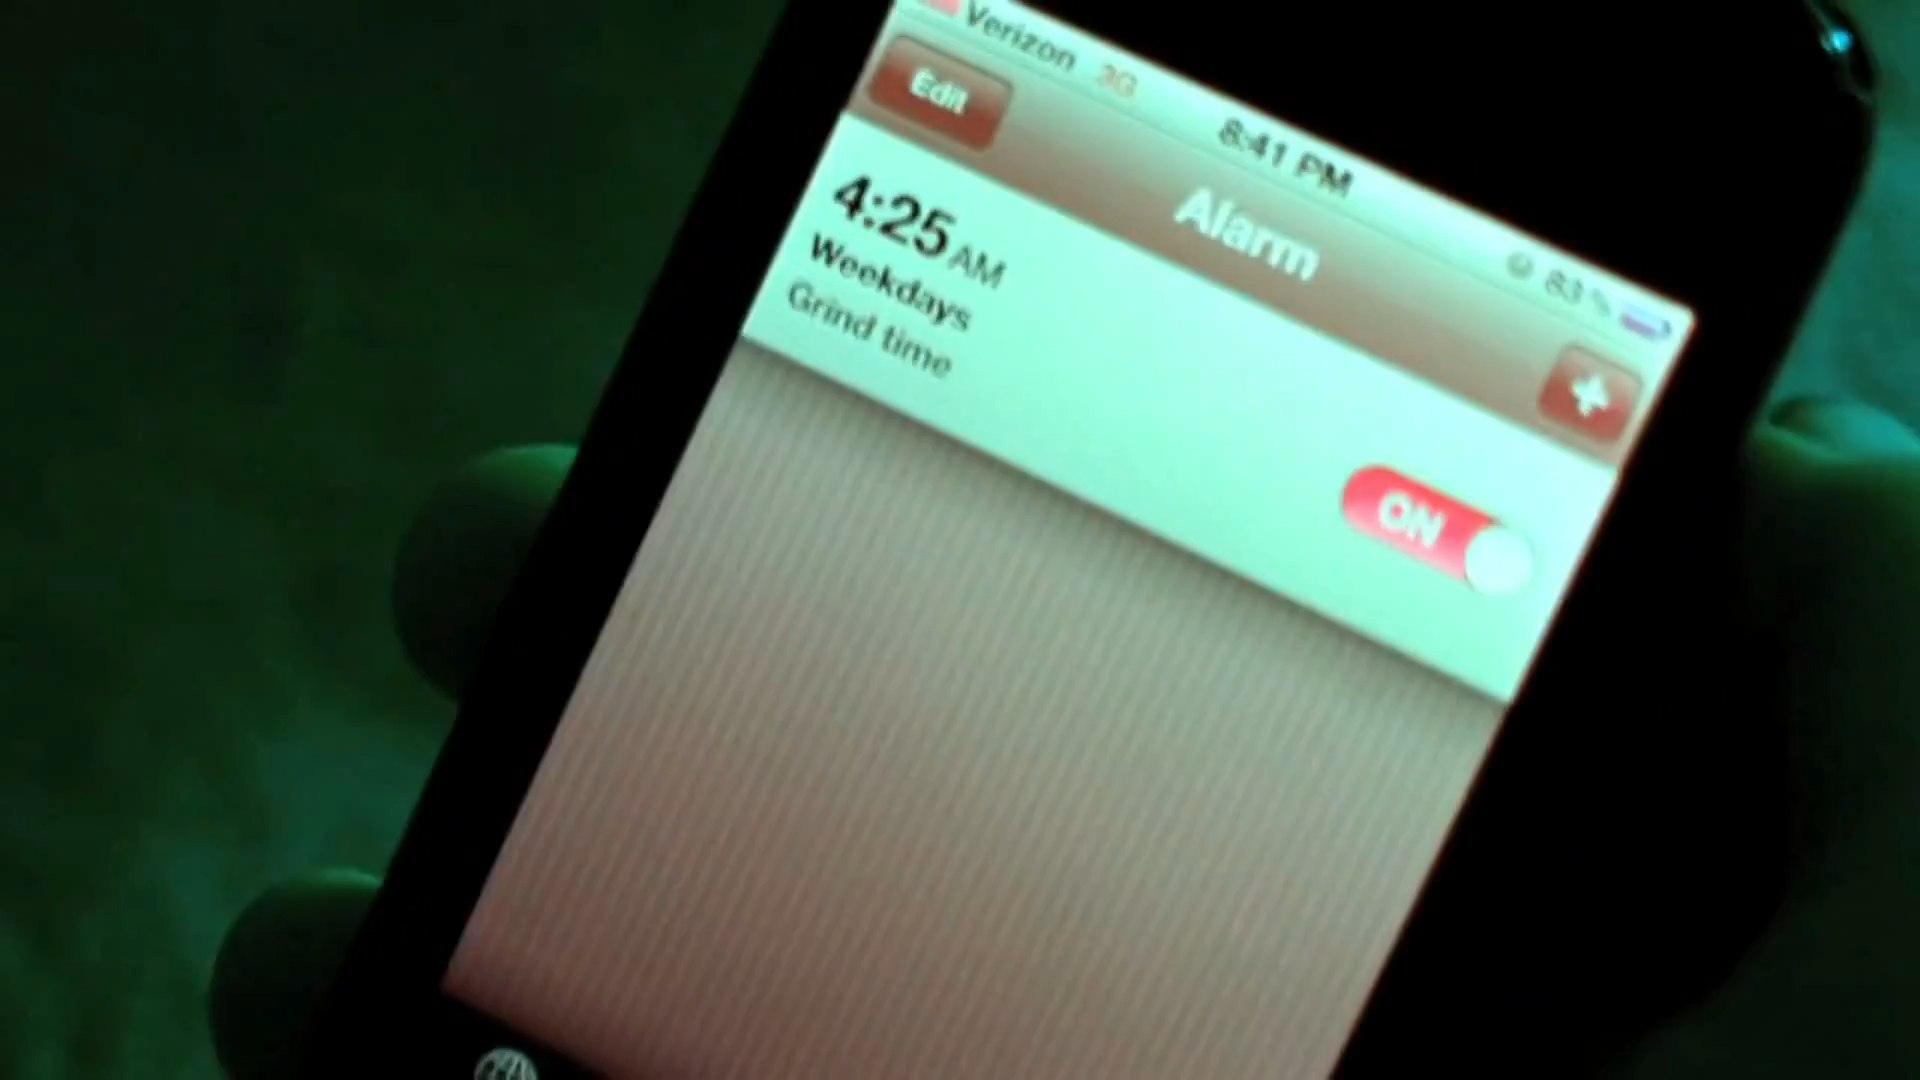 Verizon 3G
8:41 PM
83%
Edit
Alarm
+
4:25 AM
Weekdays
Grind time
ON